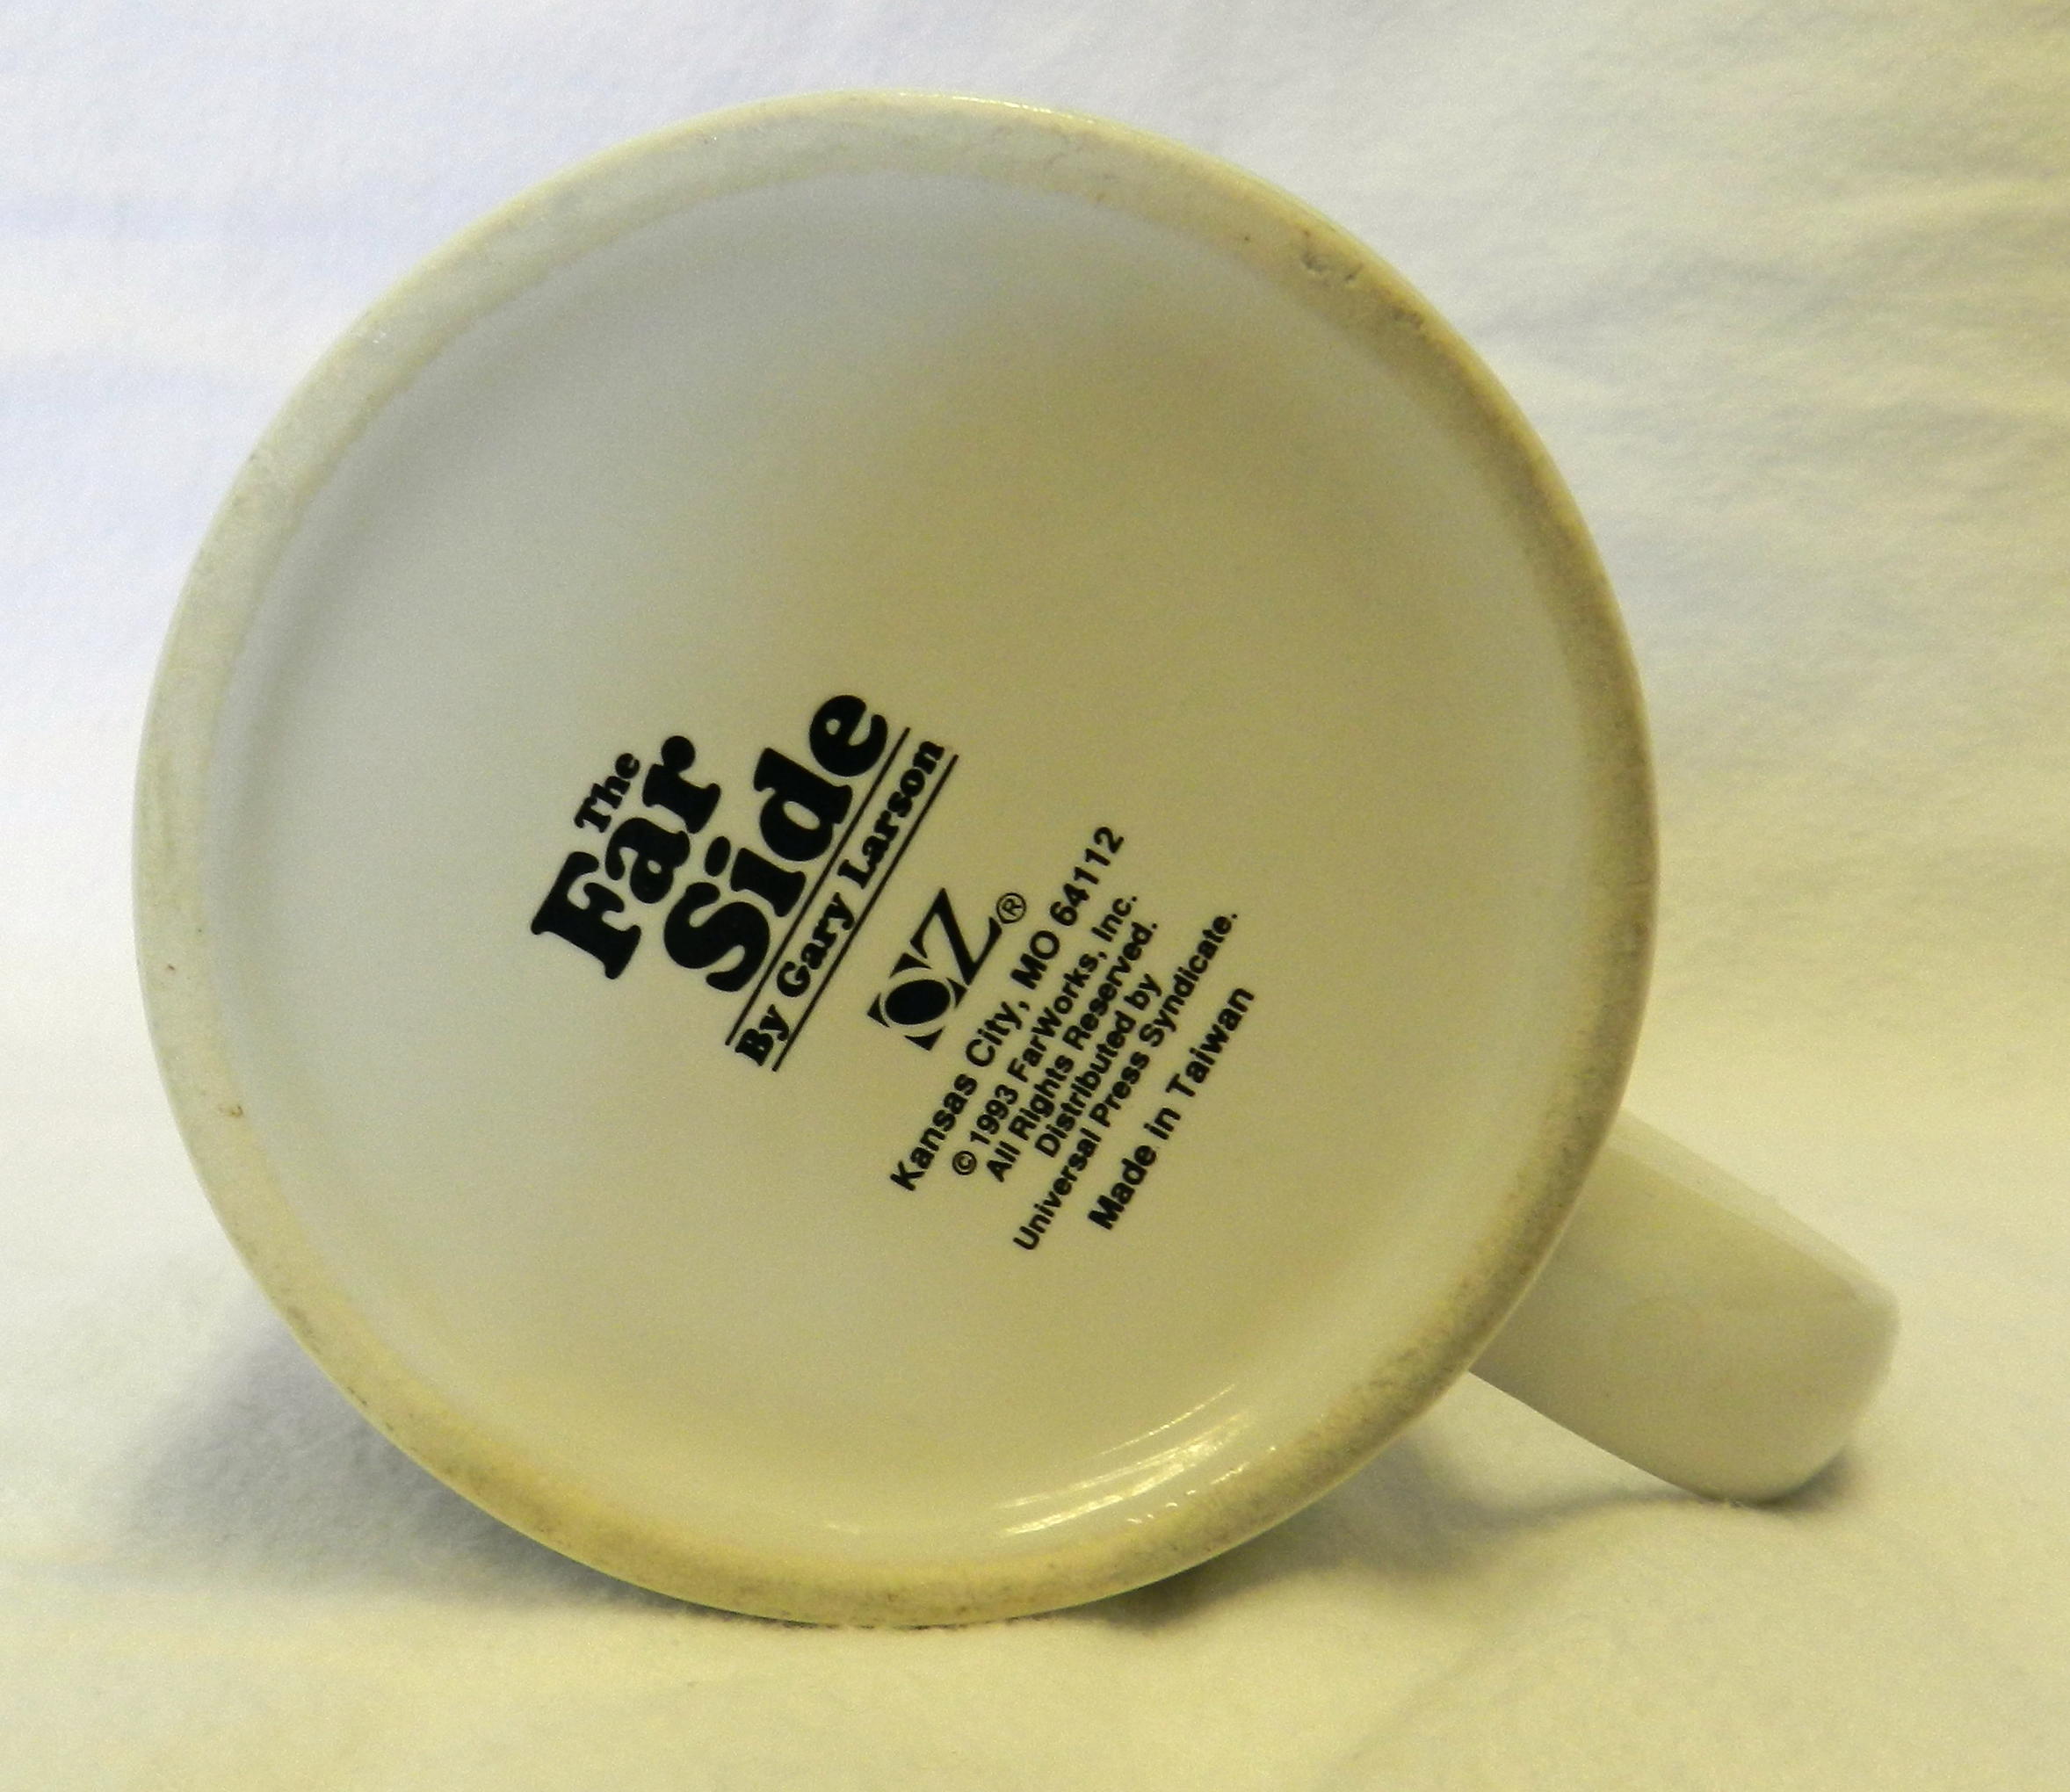 The
Far
Side
By Gary Larson
OZ®
Kansas City, MO 64112
© 1993 FarWorks, Inc.
All Rights Reserved.
Distributed by
Universal Press Syndicate.
Made in Taiwan